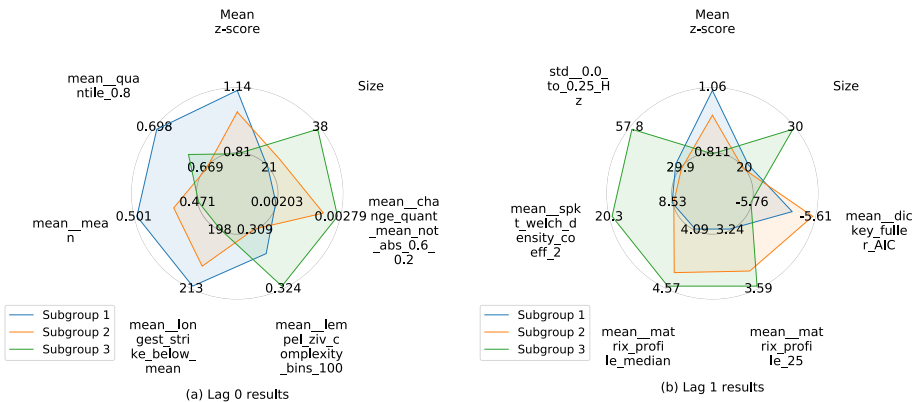 Mean
z-score
mean__qua
ntile_0.8
Size
1.14
0.698
38
0.81
0.669
21
0.501
0.471
0.00203
0.00279
mean__mea
n
mean__cha
nge_quant
_mean_not
_abs_0.6_
0.2
198
0.309
213
0.324
Subgroup 1
Subgroup 2
Subgroup 3
mean__lon
gest_stri
ke_below_
mean
mean__lem
pel_ziv_c
omplexity
_bins_100
(a) Lag 0 results
Mean
z-score
std__0.0_
to_0.25_H
z
Size
1.06
57.8
30
0.811
29.9
20
20.3
8.53
-5.76
-5.61
mean__spk
t_welch_d
ensity_co
eff_2
mean__dic
key_fulle
r_AIC
4.09
3.24
4.57
3.59
Subgroup 1
Subgroup 2
Subgroup 3
mean__mat
rix_profi
le_median
mean__mat
rix_profi
le_25
(b) Lag 1 results